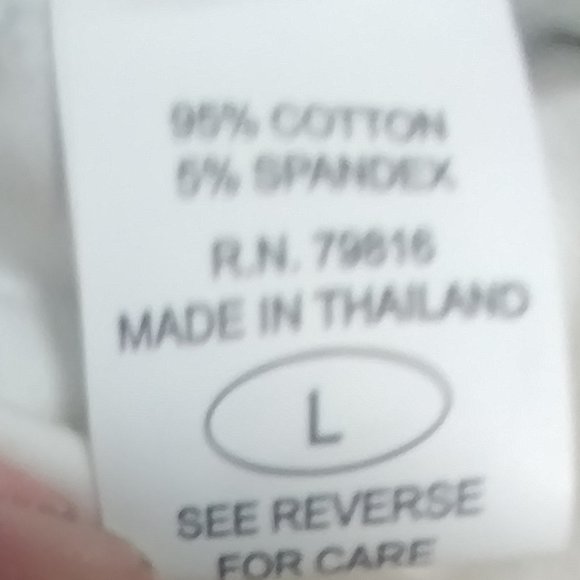 95% COTTON
5% SPANDEX
R.N. 79816
MADE IN THAILAND
L
SEE REVERSE
FOR CARE